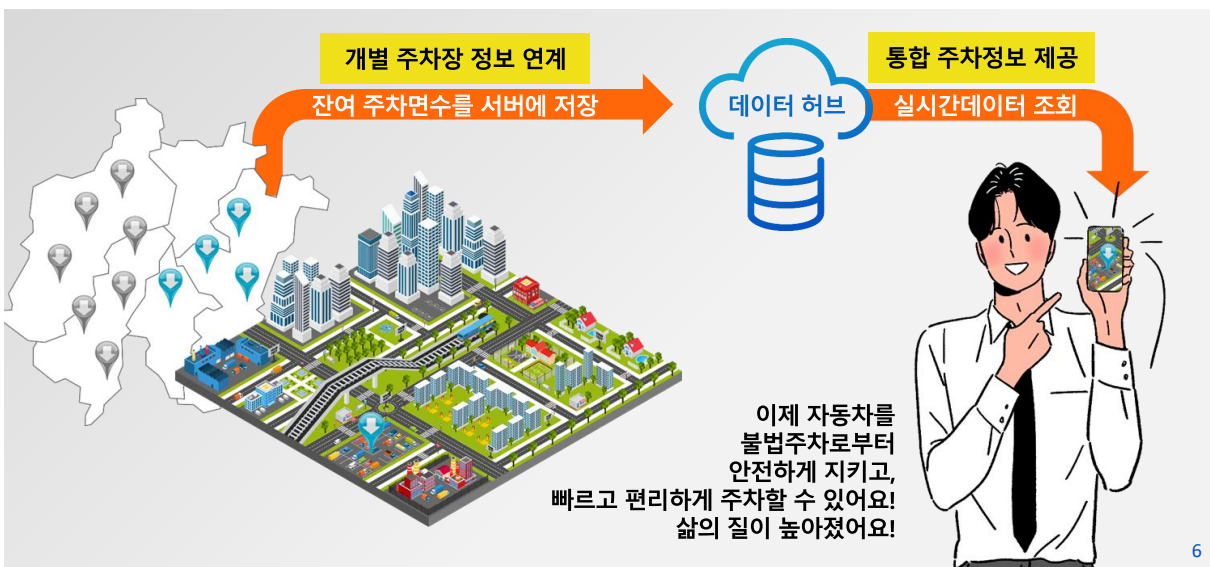 개별 주차장 정보 연계
잔여 주차면수를 서버에 저장
데이터 허브
통합 주차정보 제공
실시간데이터 조회
이제 자동차를
불법주차로부터
안전하게 지키고,
빠르고 편리하게 주차할 수 있어요!
삶의 질이 높아졌어요!
6